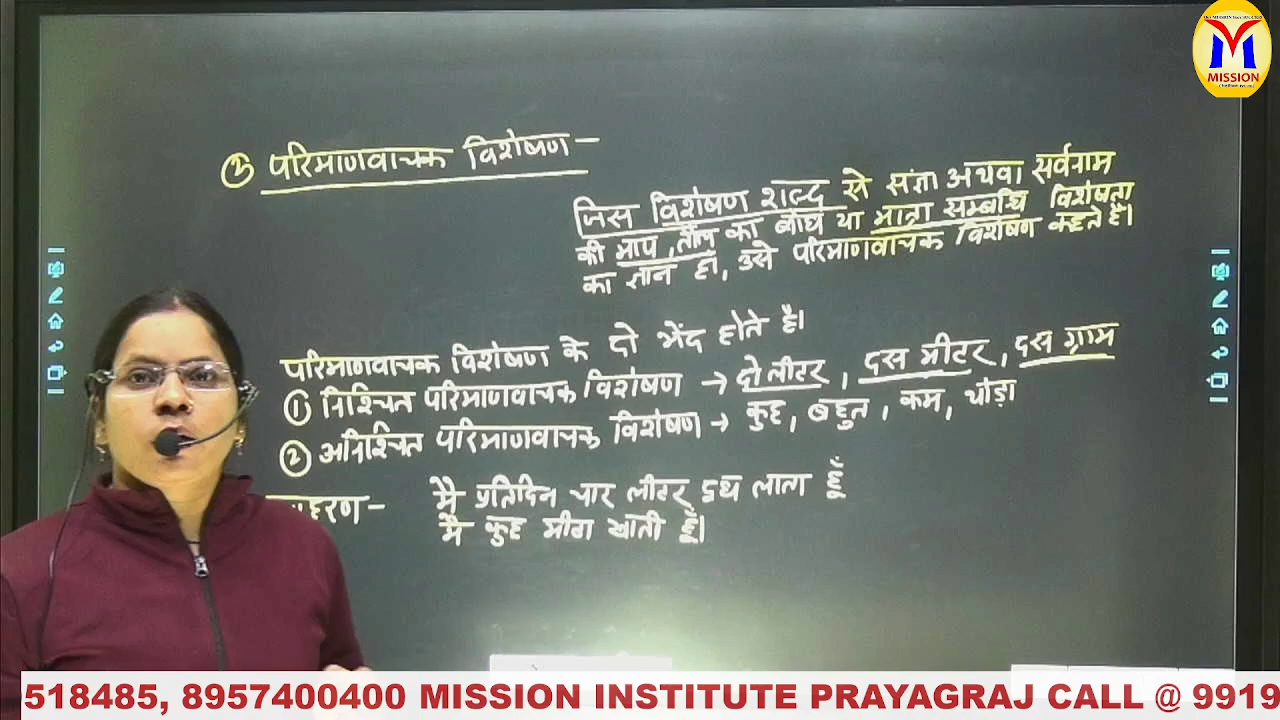 ③ परिमाणवाचक विशेषण –
जिस विशेषण शब्द से संज्ञा अथवा सर्वनाम
की माप, तौल का बोध या मात्रा सम्बन्धि विशेषता
का ज्ञान हो, उसे परिमाणवाचक विशेषण कहते है।
परिमाणवाचक विशेषण के दो भेंद होते है।
① निश्चित परिमाणवाचक विशेषण → दो लीटर, दस मीटर, दस ग्राम
② अनिश्चित परिमाणवाचक विशेषण → कुछ, बहुत, कम, थोड़ा
हरण – मै प्रतिदिन चार लीटर दूध लाता हूँ
मै कुछ मीठा खाती हूँ।
MISSION
518485, 8957400400 MISSION INSTITUTE PRAYAGRAJ CALL @ 9919